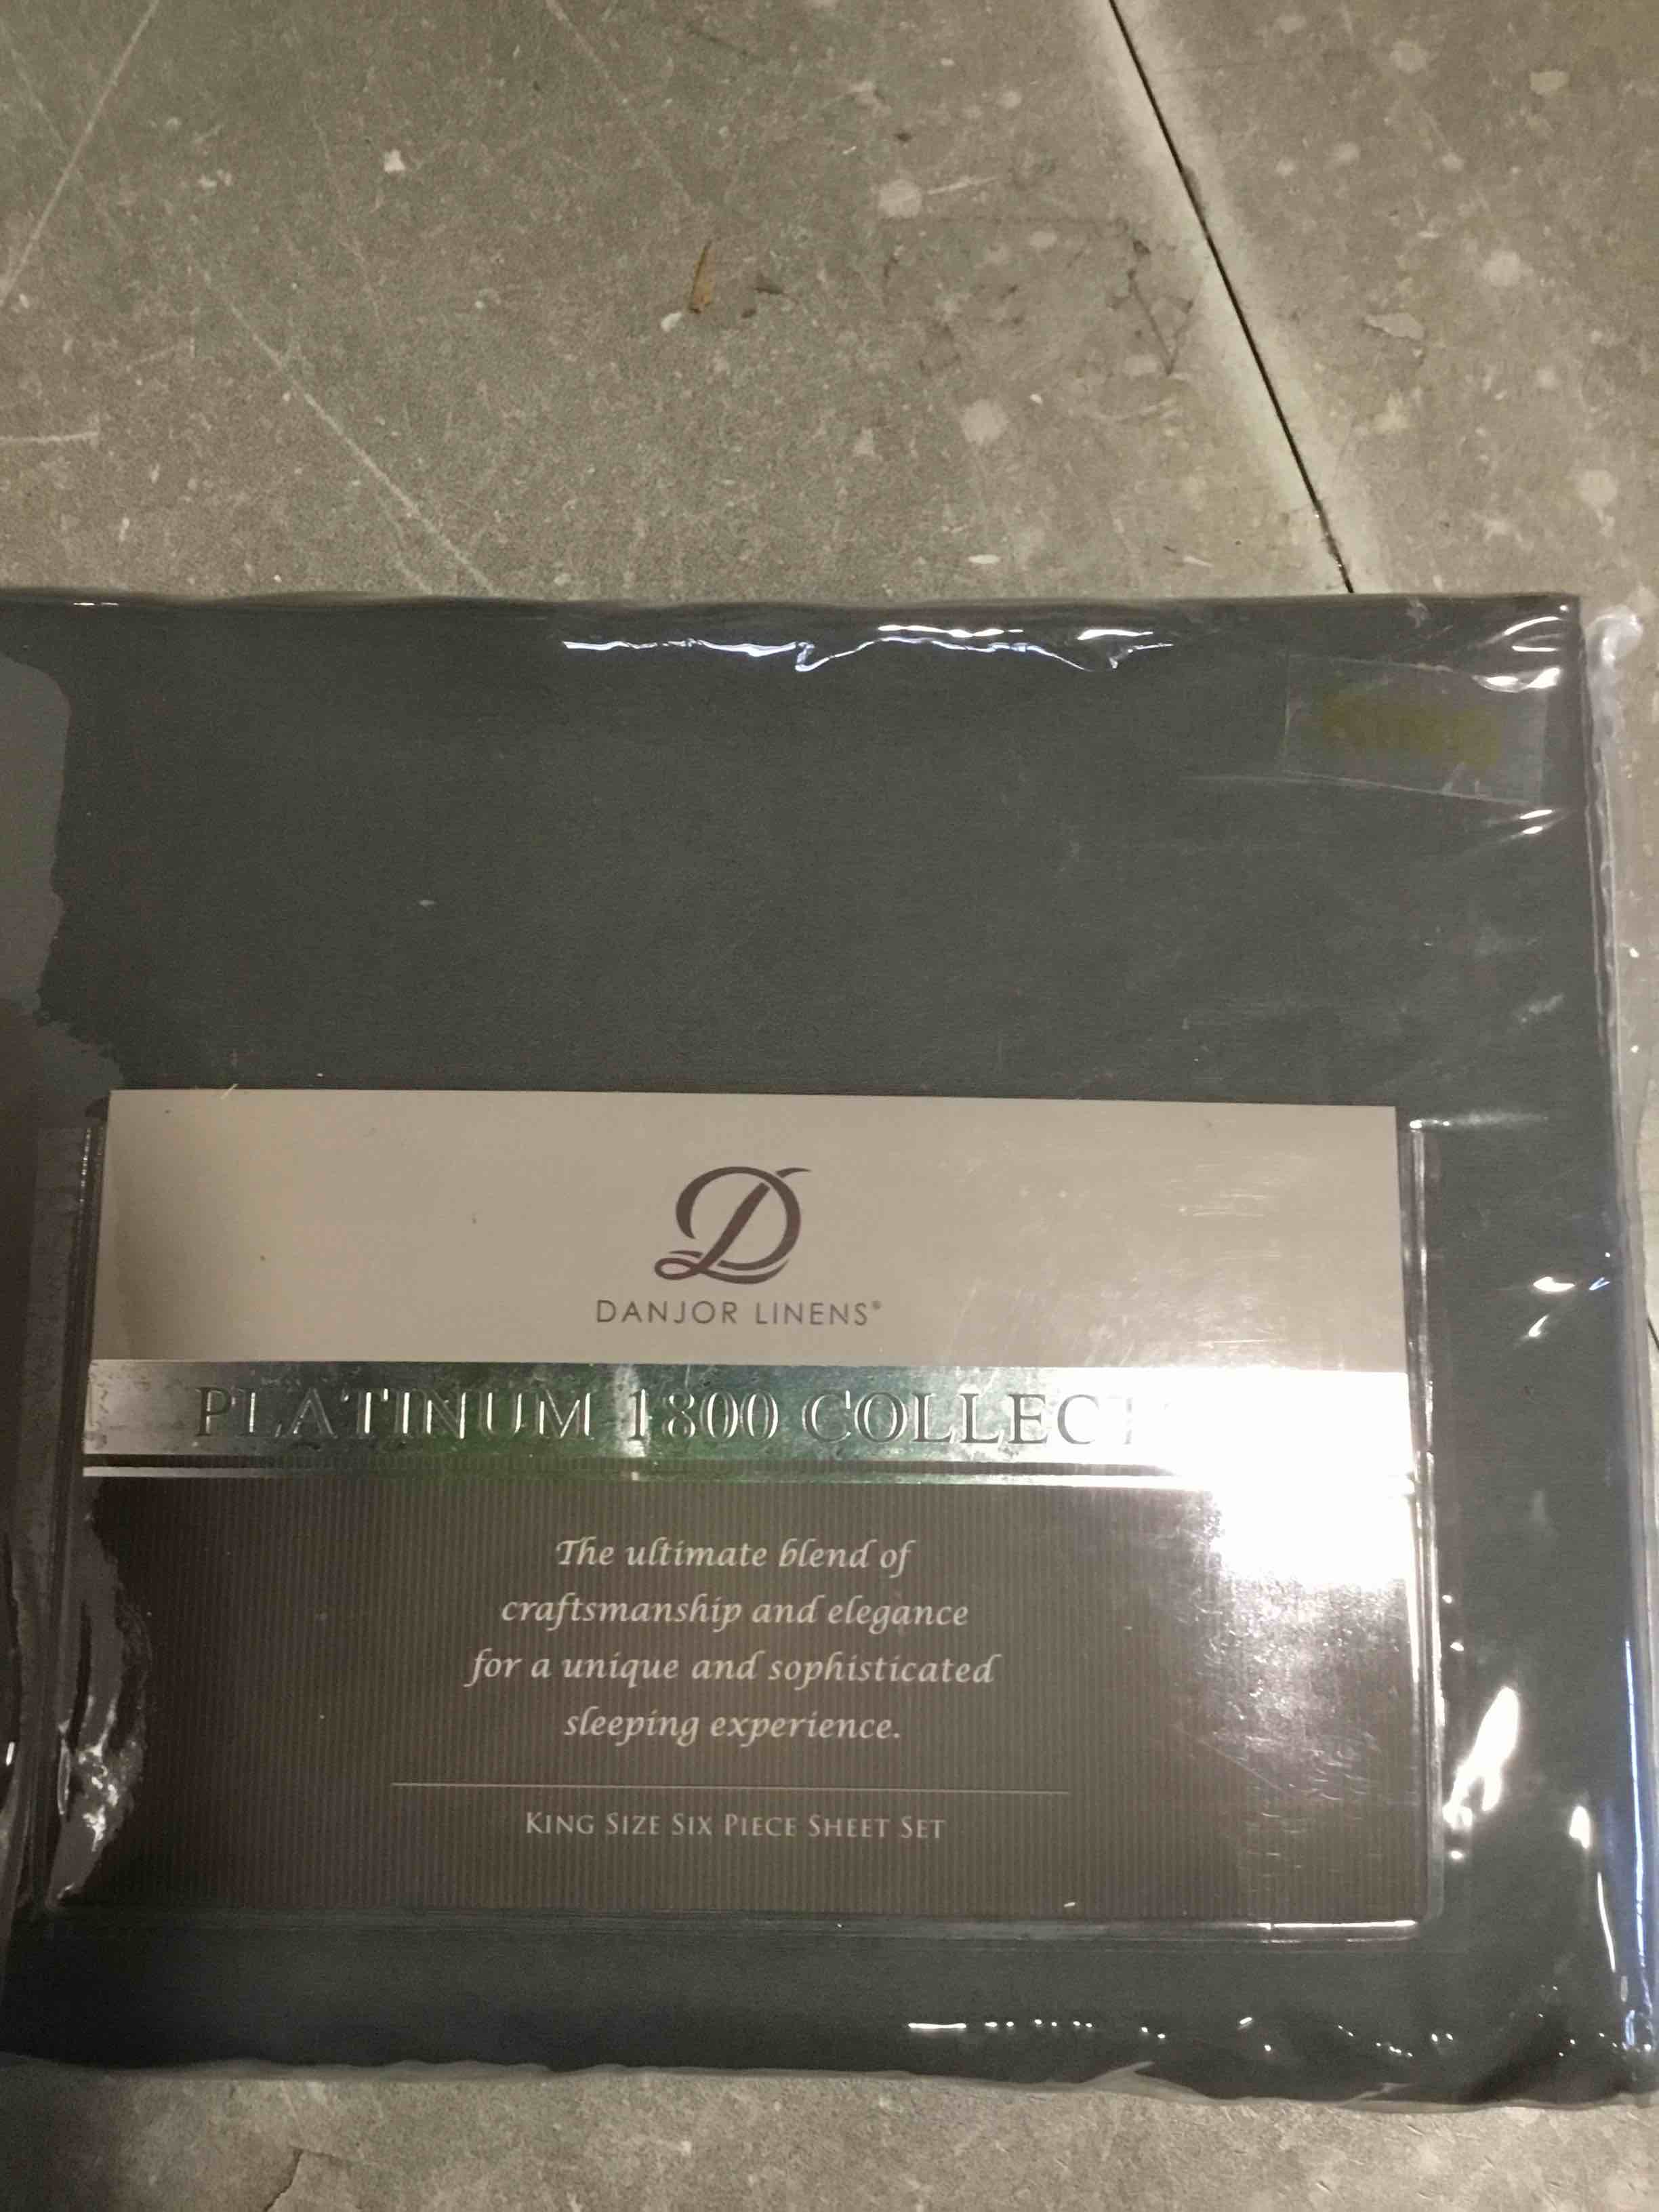 D
DANJOR LINENS®
PLATINUM 1800 COLLECT
The ultimate blend of
craftsmanship and elegance
for a unique and sophisticated
sleeping experience.
KING SIZE SIX PIECE SHEET SET